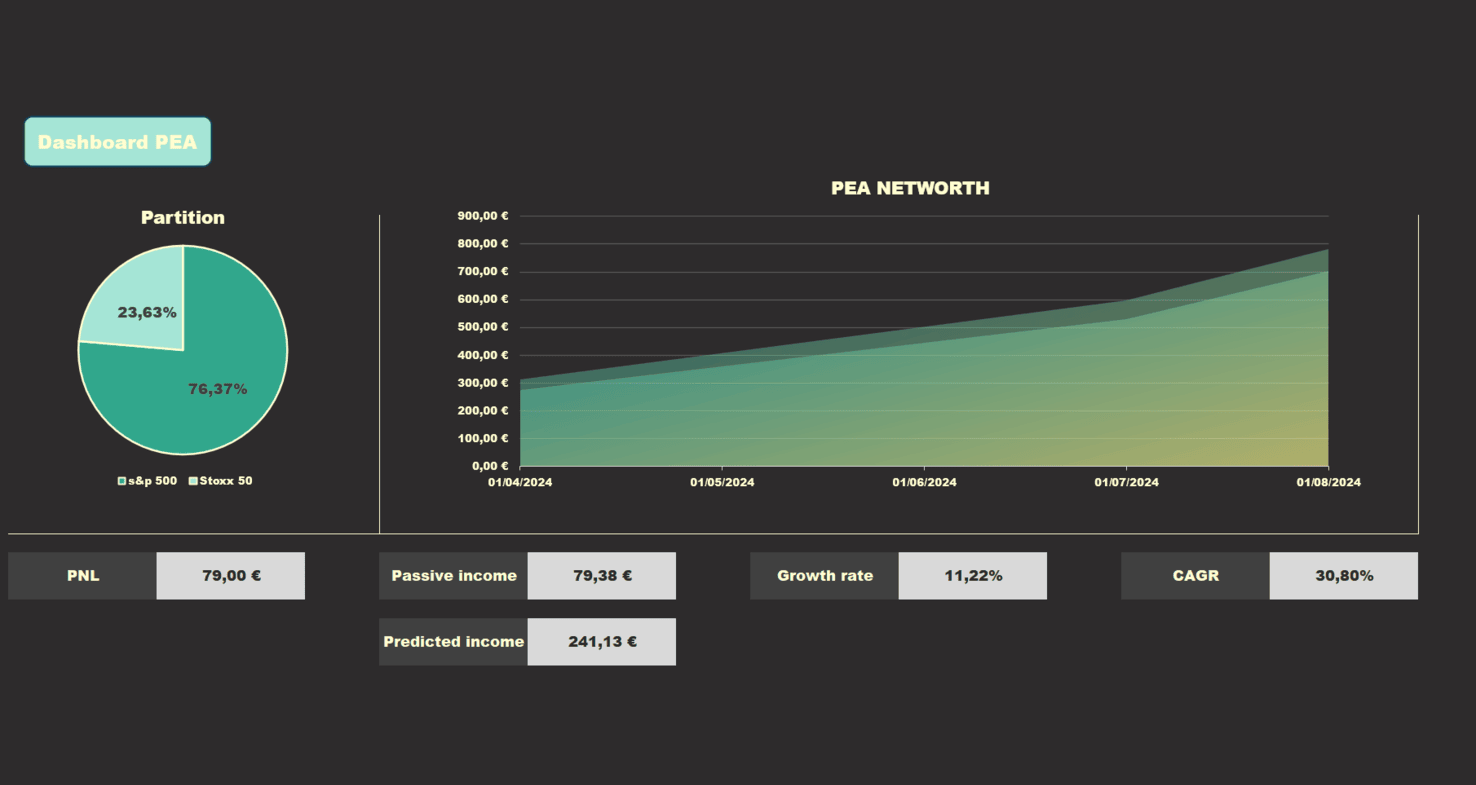 Dashboard PEA
Partition
23,63%
76,37%
s&p 500 Stoxx 50
PEA NETWORTH
900,00 €
800,00 €
700,00 €
600,00 €
500,00 €
400,00 €
300,00 €
200,00 €
100,00 €
0,00 €
01/04/2024 01/05/2024 01/06/2024 01/07/2024 01/08/2024
PNL 79,00 € Passive income 79,38 € Growth rate 11,22% CAGR 30,80%
Predicted income 241,13 €